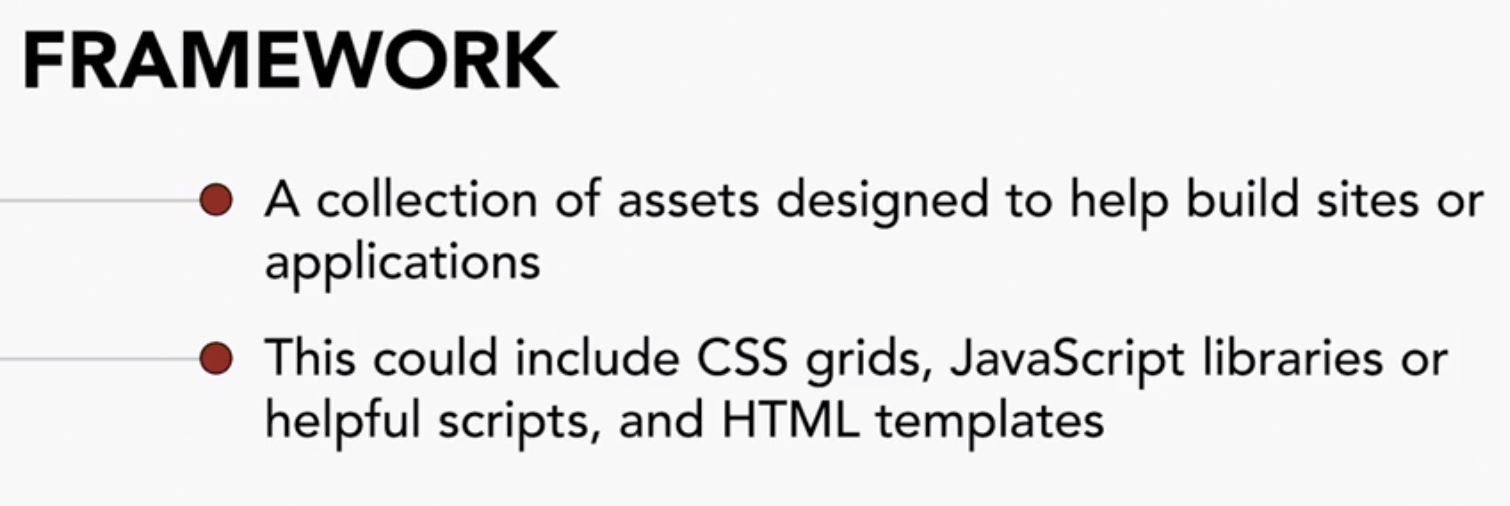 FRAMEWORK
A collection of assets designed to help build sites or
applications
This could include CSS grids, JavaScript libraries or
helpful scripts, and HTML templates